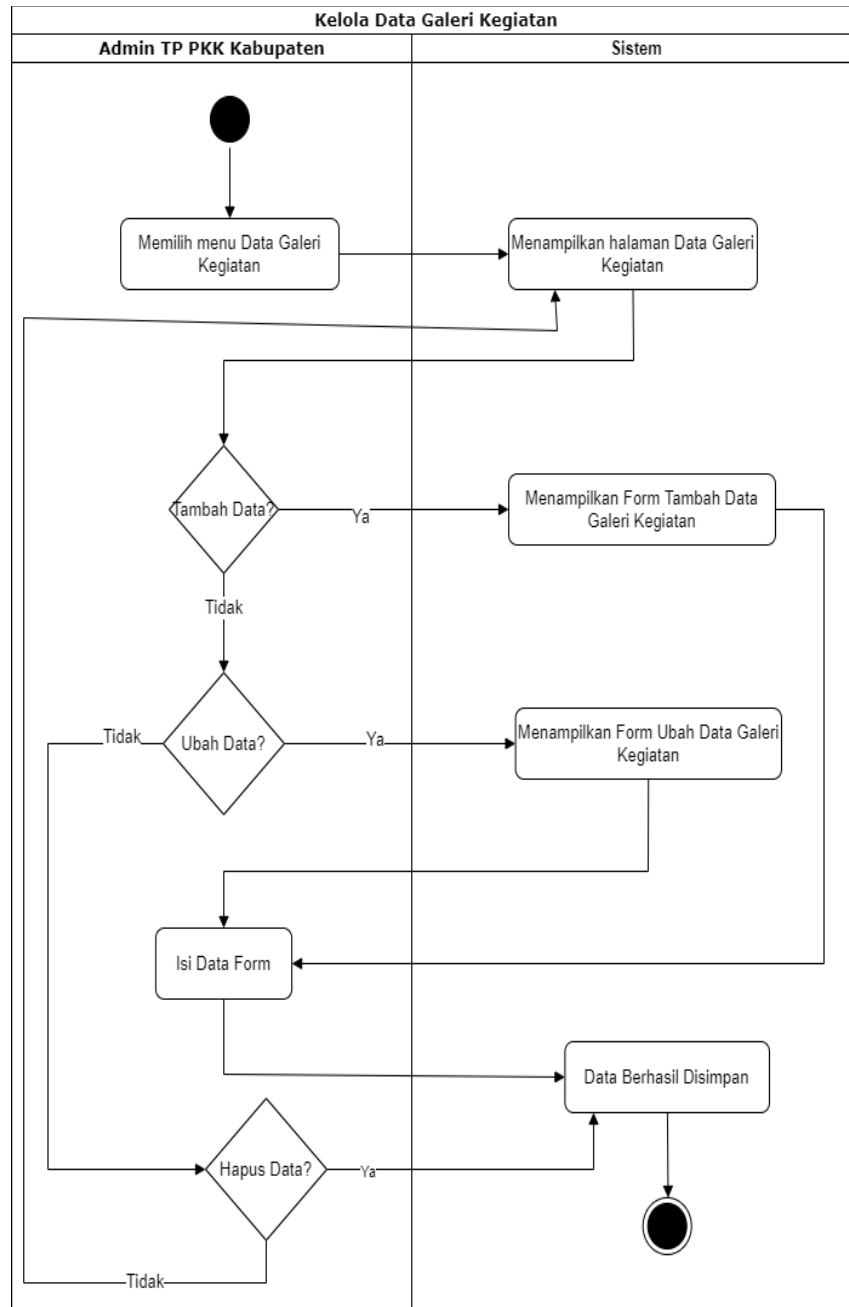 Kelola Data Galeri Kegiatan
Admin TP PKK Kabupaten
Sistem
Memilih menu Data Galeri
Kegiatan
Menampilkan halaman Data Galeri
Kegiatan
Tambah Data?
Ya
Menampilkan Form Tambah Data
Galeri Kegiatan
Tidak
Tidak
Ubah Data?
Ya
Menampilkan Form Ubah Data Galeri
Kegiatan
Isi Data Form
Data Berhasil Disimpan
Hapus Data?
Ya
Tidak